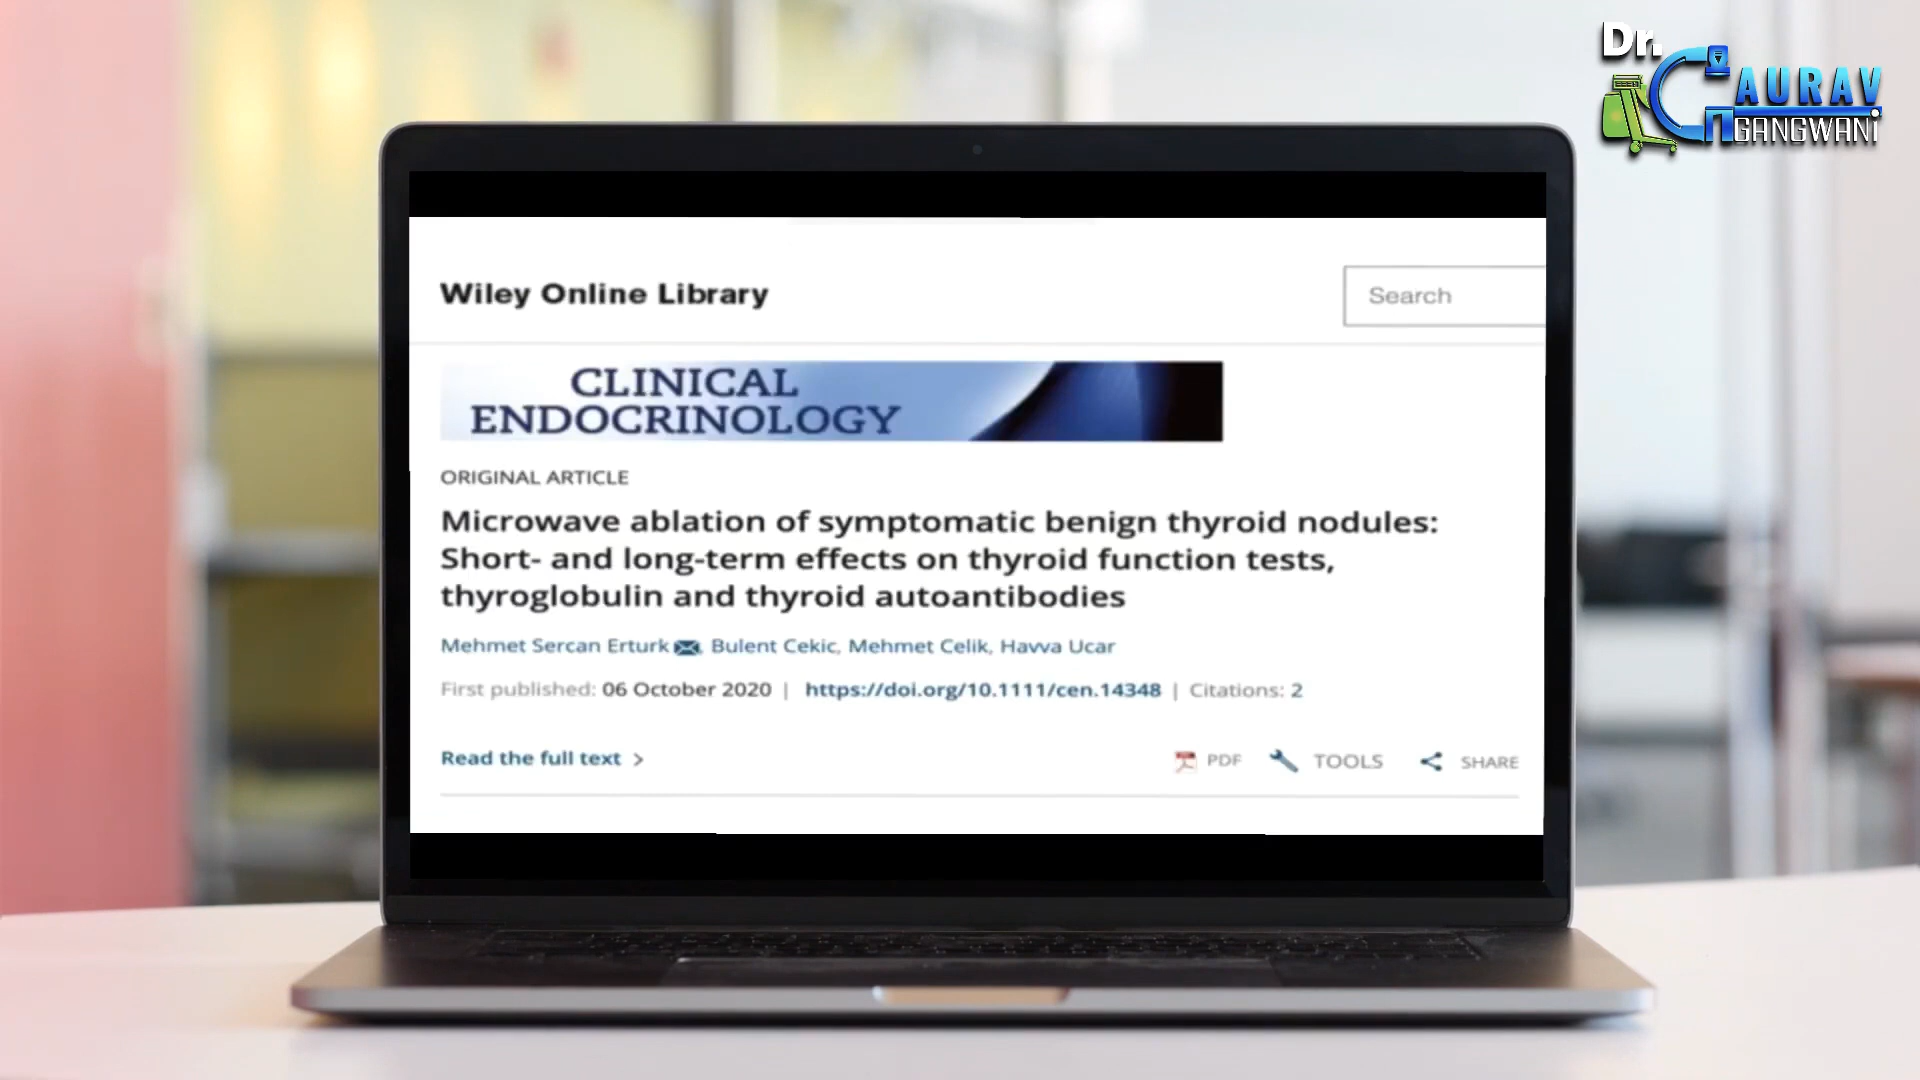 Dr.
GAURAV
GANGWANI
Wiley Online Library
Search
CLINICAL
ENDOCRINOLOGY
ORIGINAL ARTICLE
Microwave ablation of symptomatic benign thyroid nodules:
Short- and long-term effects on thyroid function tests,
thyroglobulin and thyroid autoantibodies
Mehmet Sercan Erturk, Bulent Cekic, Mehmet Celik, Havva Ucar
First published: 06 October 2020 | https://doi.org/10.1111/cen.14348 | Citations: 2
Read the full text >
PDF TOOLS SHARE